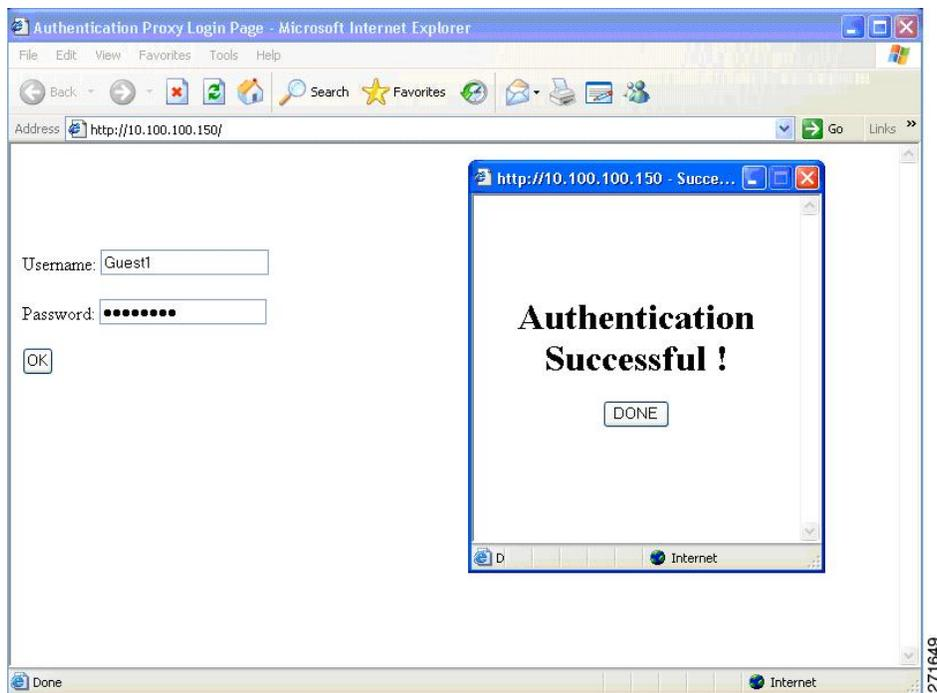 Authentication Proxy Login Page - Microsoft Internet Explorer
File Edit View Favorites Tools Help
Back Search Favorites
Address http://10.100.100.150/ Go Links »
http://10.100.100.150 - Succe...
Username: Guest1
Password: ••••••••
OK
Authentication
Successful !
DONE
D Internet
Done Internet
271649